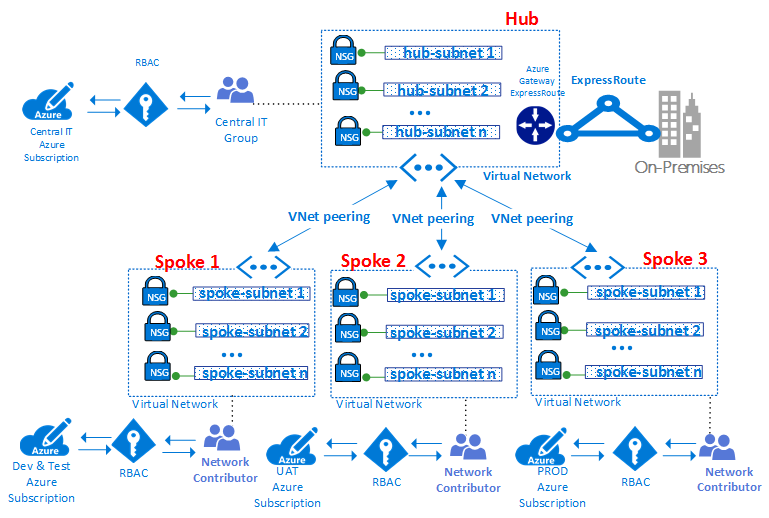 Hub
NSG hub-subnet 1
NSG hub-subnet 2
NSG hub-subnet n
Azure
Gateway
ExpressRoute
ExpressRoute
On-Premises
Virtual Network
RBAC
Azure
Central IT
Azure
Subscription
Central IT
Group
VNet peering
VNet peering
VNet peering
Spoke 1
NSG spoke-subnet 1
NSG spoke-subnet 2
NSG spoke-subnet n
Virtual Network
Spoke 2
NSG spoke-subnet 1
NSG spoke-subnet 2
NSG spoke-subnet n
Virtual Network
Spoke 3
NSG spoke-subnet 1
NSG spoke-subnet 2
NSG spoke-subnet n
Virtual Network
Azure
Dev & Test
Azure
Subscription
RBAC
Network
Contributor
Azure
UAT
Azure
Subscription
RBAC
Network
Contributor
Azure
PROD
Azure
Subscription
RBAC
Network
Contributor